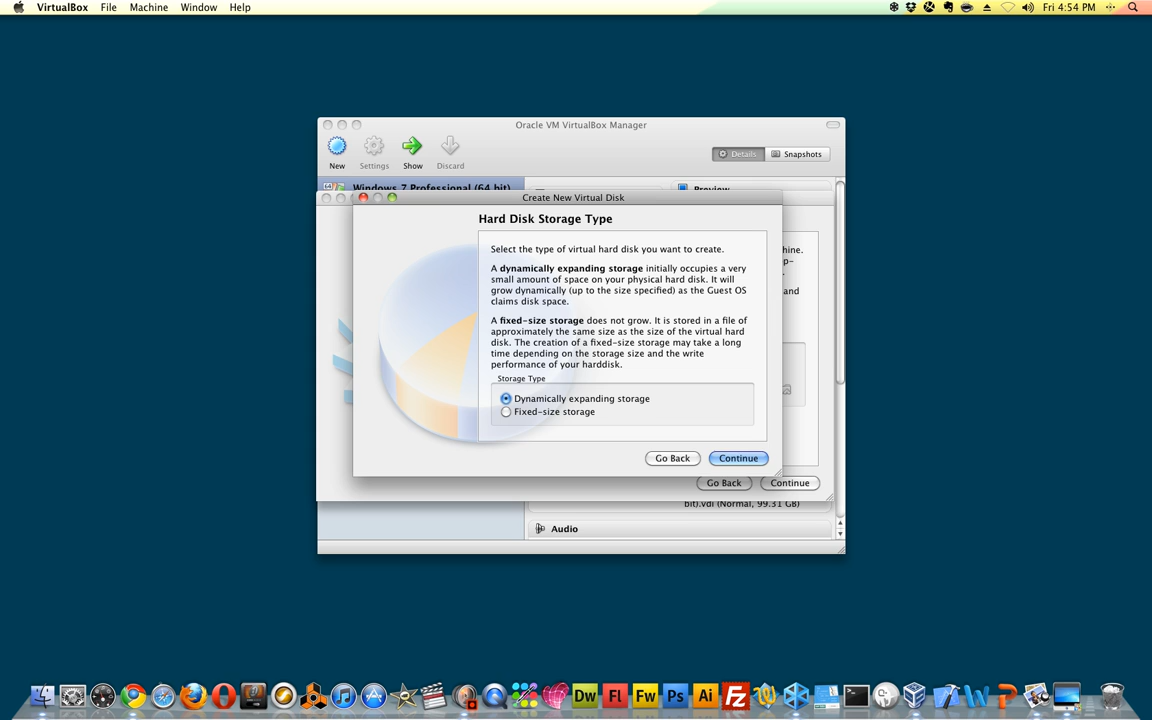 VirtualBox File Machine Window Help
Fri 4:54 PM
Oracle VM VirtualBox Manager
New Settings Show Discard
Details Snapshots
Windows 7 Professional (64 bit)
Preview
Create New Virtual Disk
Hard Disk Storage Type
Select the type of virtual hard disk you want to create.
A dynamically expanding storage initially occupies a very
small amount of space on your physical hard disk. It will
grow dynamically (up to the size specified) as the Guest OS
claims disk space.
A fixed-size storage does not grow. It is stored in a file of
approximately the same size as the size of the virtual hard
disk. The creation of a fixed-size storage may take a long
time depending on the storage size and the write
performance of your harddisk.
Storage Type
Dynamically expanding storage
Fixed-size storage
Go Back Continue
hine.
p-
and
Go Back Continue
bit).vdi (Normal, 99.31 GB)
Audio
Dw Fl Fw Ps Ai Fz